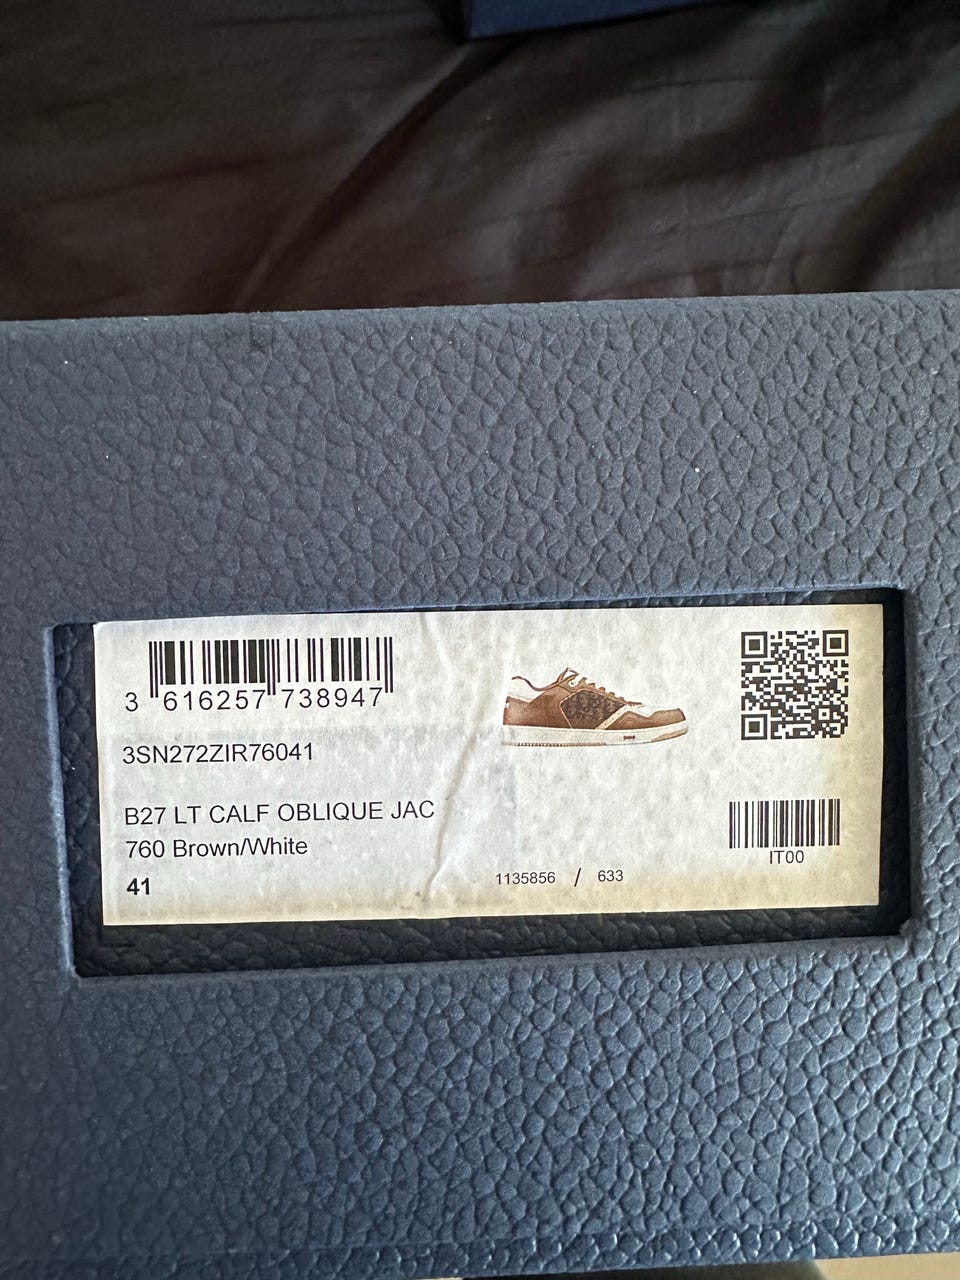 3 616257 738947
3SN272ZIR76041
B27 LT CALF OBLIQUE JAC
760 Brown/White
41
1135856 / 633
IT00